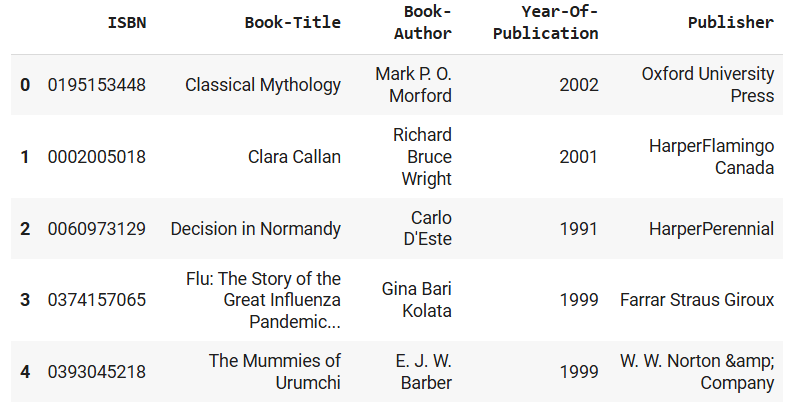 ISBN Book-Title Book-Author Year-Of-Publication Publisher
0 0195153448 Classical Mythology Mark P. O. Morford 2002 Oxford University Press
1 0002005018 Clara Callan Richard Bruce Wright 2001 HarperFlamingo Canada
2 0060973129 Decision in Normandy Carlo D'Este 1991 HarperPerennial
3 0374157065 Flu: The Story of the Great Influenza Pandemic... Gina Bari Kolata 1999 Farrar Straus Giroux
4 0393045218 The Mummies of Urumchi E. J. W. Barber 1999 W. W. Norton &amp; Company